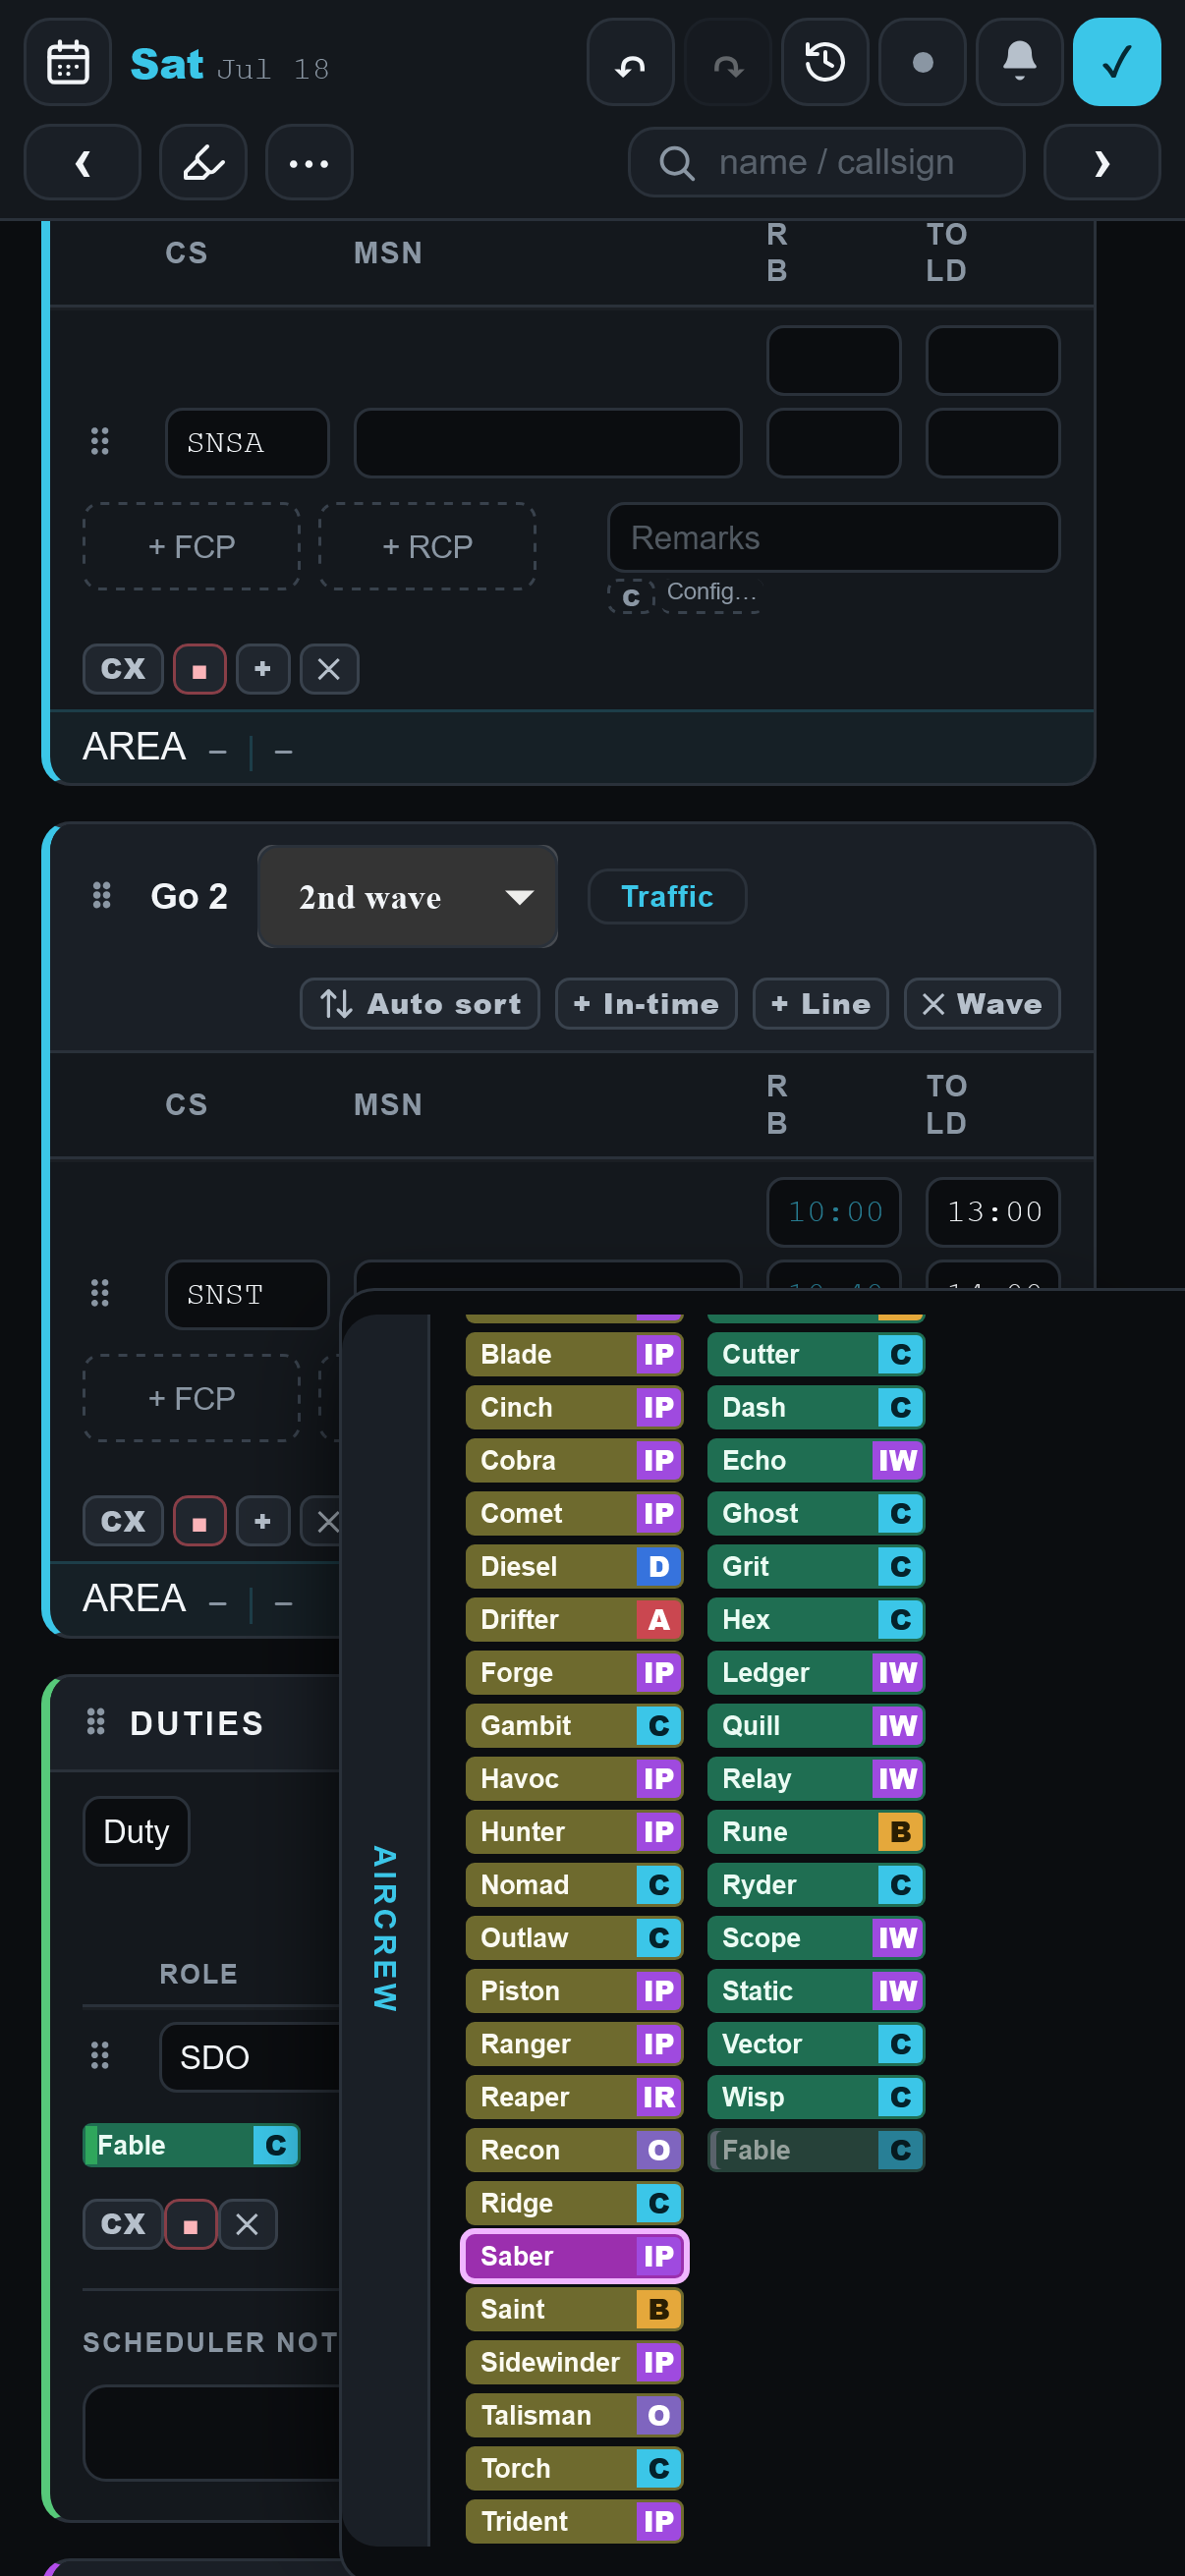 Sat Jul 18
name / callsign
CS MSN R TO
B LD
SNSA
+ FCP + RCP Remarks
C Config...
CX + ×
AREA – | –
Go 2 2nd wave Traffic
Auto sort + In-time + Line × Wave
CS MSN R TO
B LD
10:00 13:00
SNST
+ FCP
CX + ×
AREA – | –
DUTIES
Duty
ROLE
SDO
Fable C
CX ×
SCHEDULER NOT
AIRCREW
Blade IP
Cinch IP
Cobra IP
Comet IP
Diesel D
Drifter A
Forge IP
Gambit C
Havoc IP
Hunter IP
Nomad C
Outlaw C
Piston IP
Ranger IP
Reaper IR
Recon O
Ridge C
Saber IP
Saint B
Sidewinder IP
Talisman O
Torch C
Trident IP
Cutter C
Dash C
Echo IW
Ghost C
Grit C
Hex C
Ledger IW
Quill IW
Relay IW
Rune B
Ryder C
Scope IW
Static IW
Vector C
Wisp C
Fable C